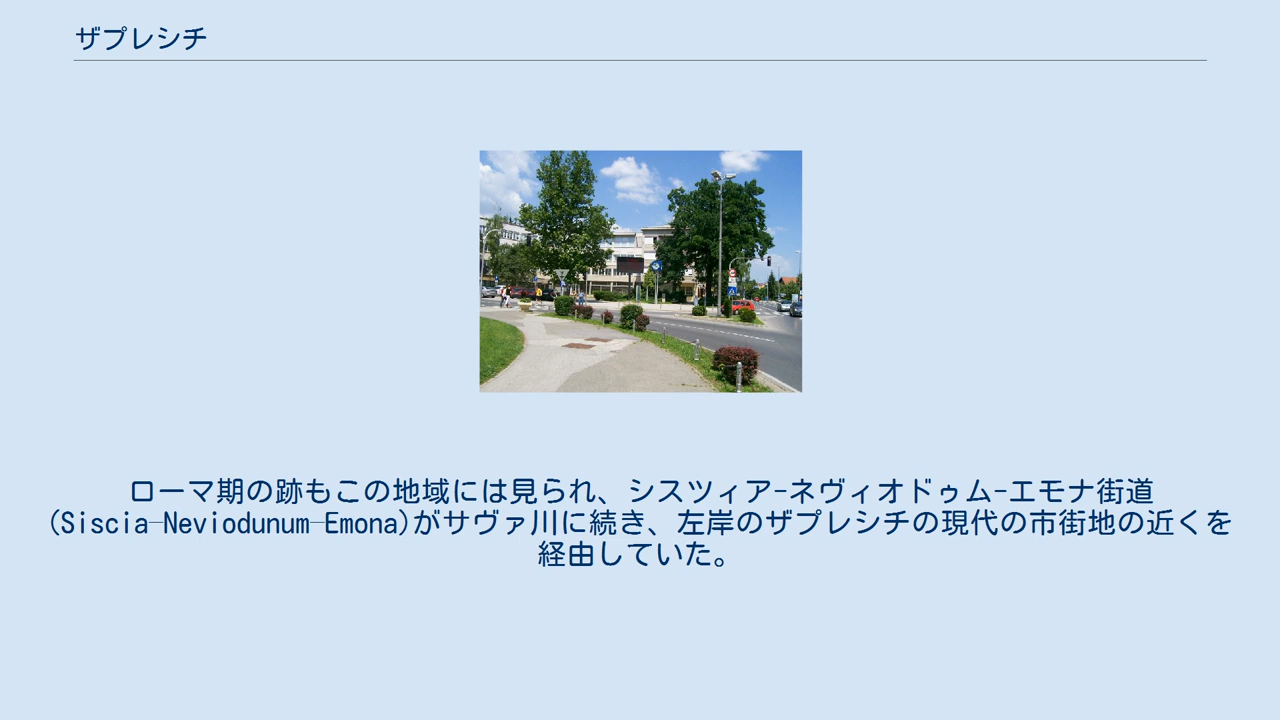 ザプレシチ
ローマ期の跡もこの地域には見られ、シスツィア-ネヴィオドゥム-エモナ街道
(Siscia–Neviodunum–Emona)がサヴァ川に続き、左岸のザプレシチの現代の市街地の近くを
経由していた。